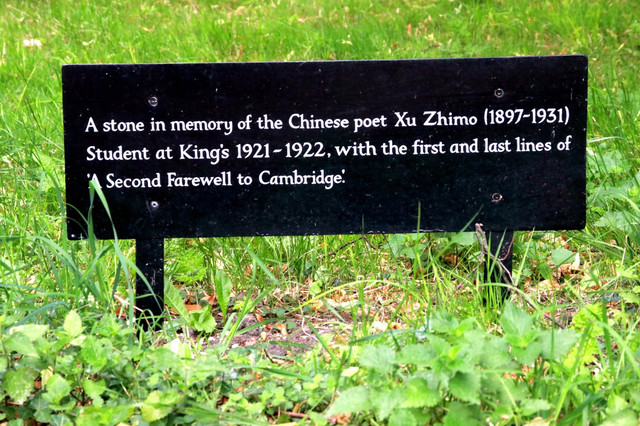 A stone in memory of the Chinese poet Xu Zhimo (1897-1931)
Student at King's 1921-1922, with the first and last lines of
'A Second Farewell to Cambridge'.